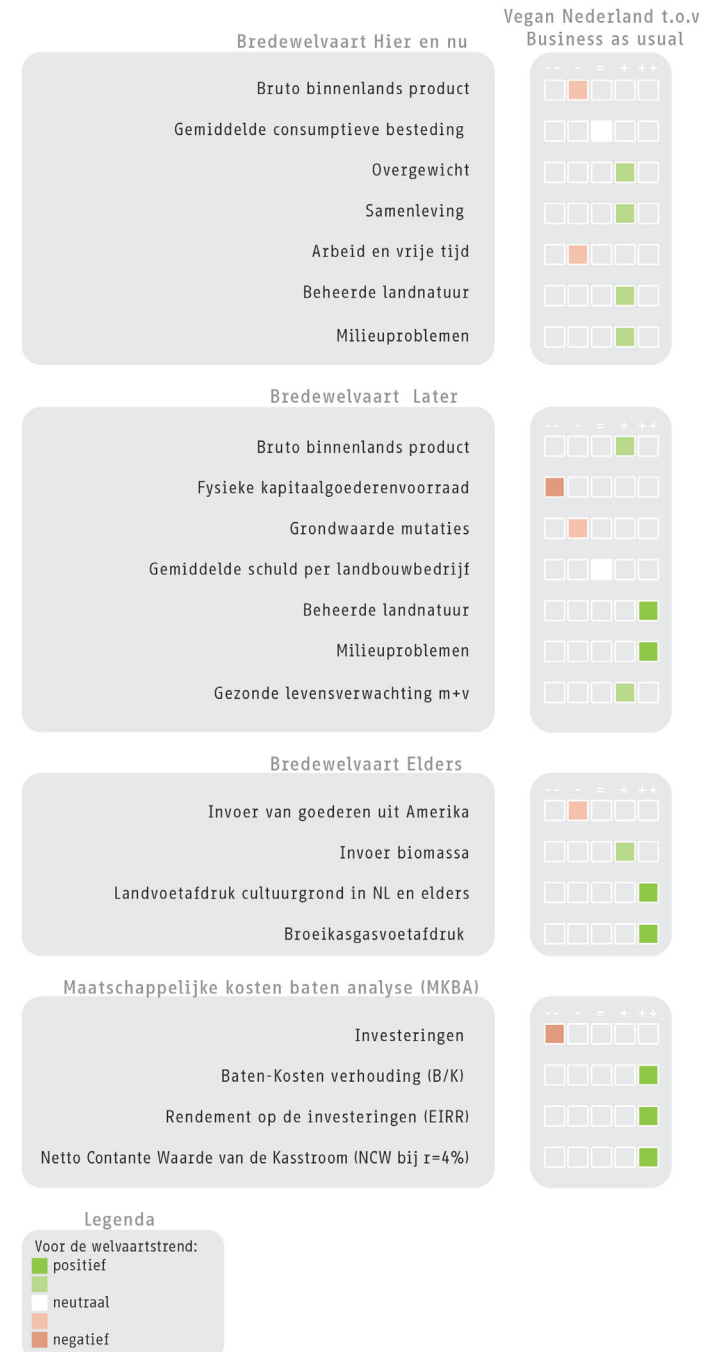 Vegan Nederland t.o.v
Business as usual
Bredewelvaart Hier en nu
-- - = + ++
Bruto binnenlands product
Gemiddelde consumptieve besteding
Overgewicht
Samenleving
Arbeid en vrije tijd
Beheerde landnatuur
Milieuproblemen
Bredewelvaart Later
-- - = + ++
Bruto binnenlands product
Fysieke kapitaalgoederenvoorraad
Grondwaarde mutaties
Gemiddelde schuld per landbouwbedrijf
Beheerde landnatuur
Milieuproblemen
Gezonde levensverwachting m+v
Bredewelvaart Elders
-- - = + ++
Invoer van goederen uit Amerika
Invoer biomassa
Landvoetafdruk cultuurgrond in NL en elders
Broeikasgasvoetafdruk
Maatschappelijke kosten baten analyse (MKBA)
-- - = + ++
Investeringen
Baten-Kosten verhouding (B/K)
Rendement op de investeringen (EIRR)
Netto Contante Waarde van de Kasstroom (NCW bij r=4%)
Legenda
Voor de welvaartstrend:
positief
neutraal
negatief